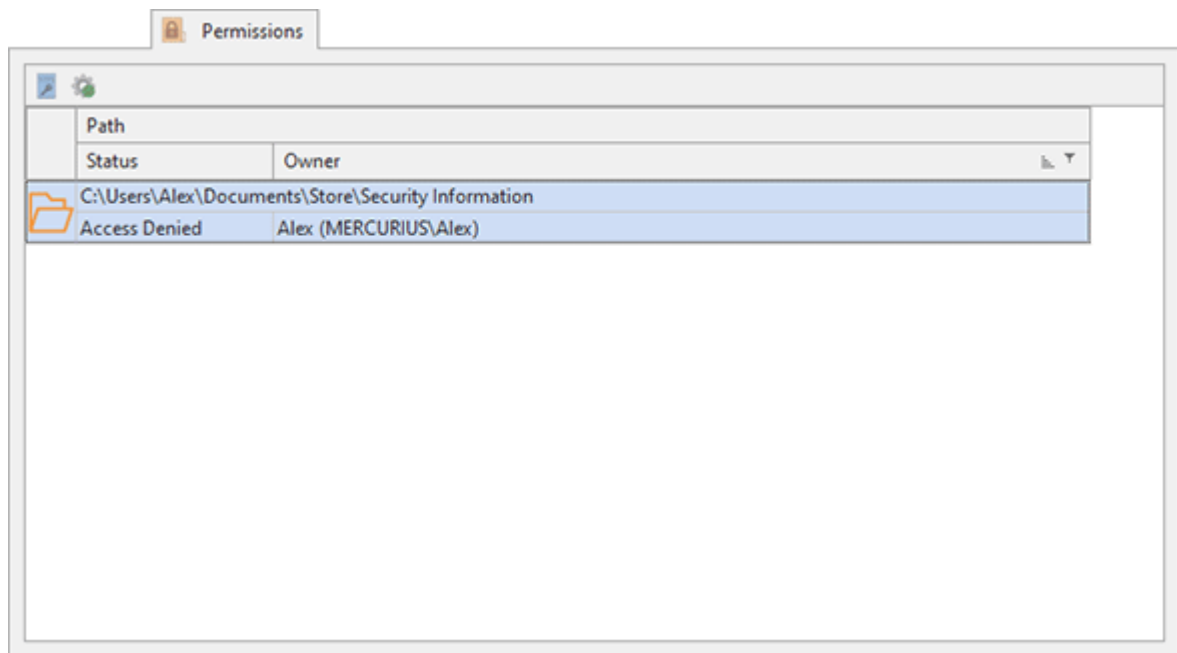 Permissions
Path
Status Owner
C:\Users\Alex\Documents\Store\Security Information
Access Denied Alex (MERCURIUS\Alex)